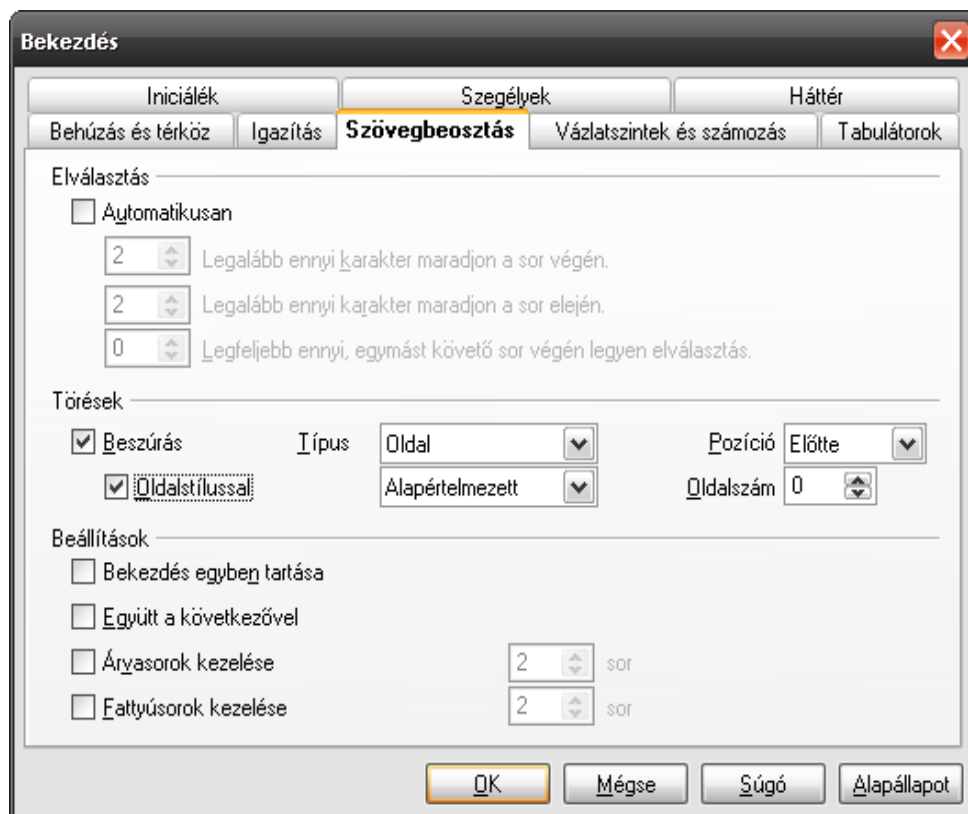 Bekezdés
Iniciálék Szegélyek Háttér
Behúzás és térköz Igazítás Szövegbeosztás Vázlatszintek és számozás Tabulátorok
Elválasztás
Automatikusan
2 Legalább ennyi karakter maradjon a sor végén.
2 Legalább ennyi karakter maradjon a sor elején.
0 Legfeljebb ennyi, egymást követő sor végén legyen elválasztás.
Törések
Beszúrás Típus Oldal Pozíció Előtte
Oldalstílussal Alapértelmezett Oldalszám 0
Beállítások
Bekezdés egyben tartása
Együtt a következővel
Árvasorok kezelése 2 sor
Fattyúsorok kezelése 2 sor
OK Mégse Súgó Alapállapot